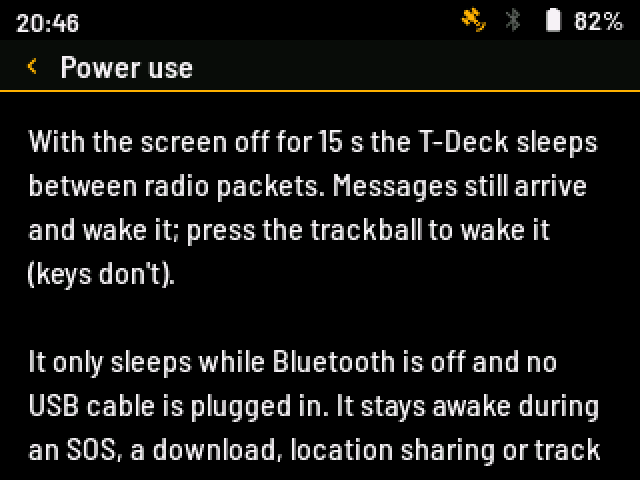 20:46
82%
Power use
With the screen off for 15 s the T-Deck sleeps
between radio packets. Messages still arrive
and wake it; press the trackball to wake it
(keys don't).
It only sleeps while Bluetooth is off and no
USB cable is plugged in. It stays awake during
an SOS, a download, location sharing or track